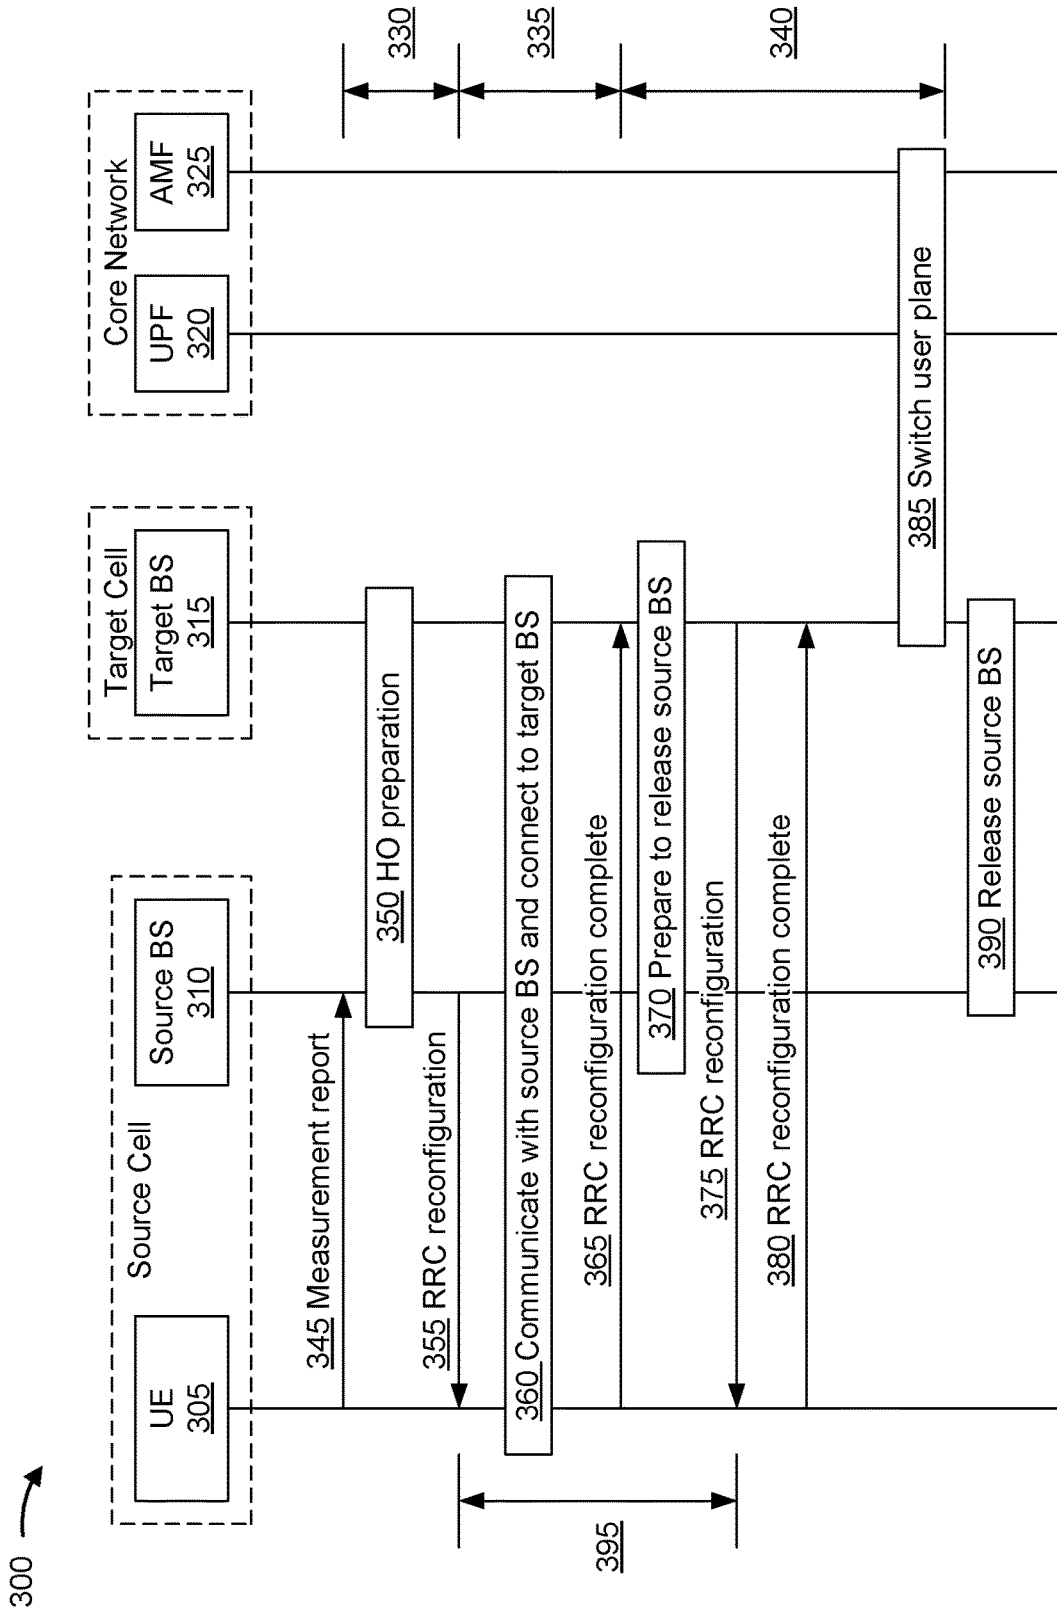 300
Source Cell
UE
305
Source BS
310
Target Cell
Target BS
315
Core Network
UPF
320
AMF
325
330
335
340
345 Measurement report
350 HO preparation
355 RRC reconfiguration
360 Communicate with source BS and connect to target BS
365 RRC reconfiguration complete
370 Prepare to release source BS
375 RRC reconfiguration
380 RRC reconfiguration complete
385 Switch user plane
390 Release source BS
395